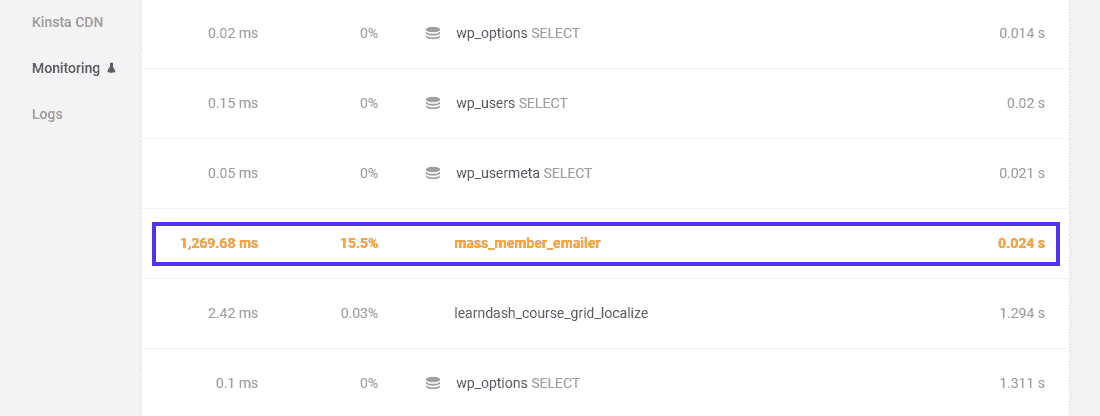 Kinsta CDN
Monitoring
Logs
0.02 ms 0% wp_options SELECT 0.014 s
0.15 ms 0% wp_users SELECT 0.02 s
0.05 ms 0% wp_usermeta SELECT 0.021 s
1,269.68 ms 15.5% mass_member_emailer 0.024 s
2.42 ms 0.03% learndash_course_grid_localize 1.294 s
0.1 ms 0% wp_options SELECT 1.311 s